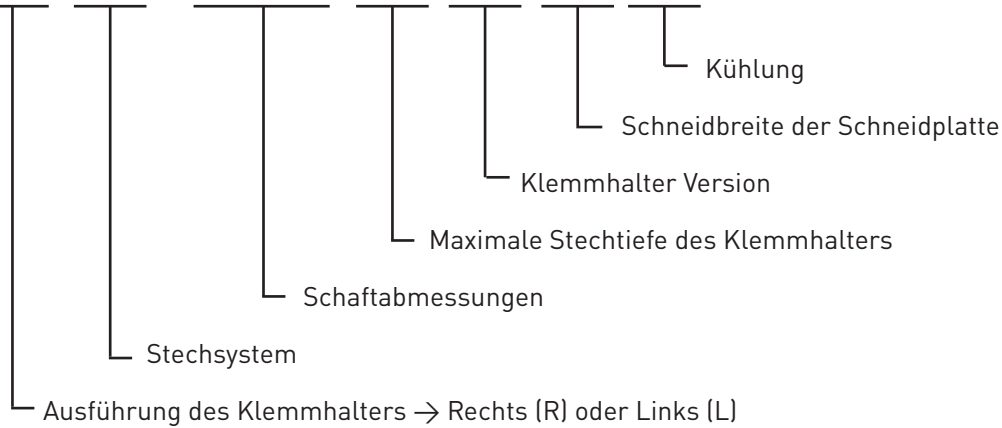 Kühlung
Schneidbreite der Schneidplatte
Klemmhalter Version
Maximale Stechtiefe des Klemmhalters
Schaftabmessungen
Stechsystem
Ausführung des Klemmhalters → Rechts (R) oder Links (L)